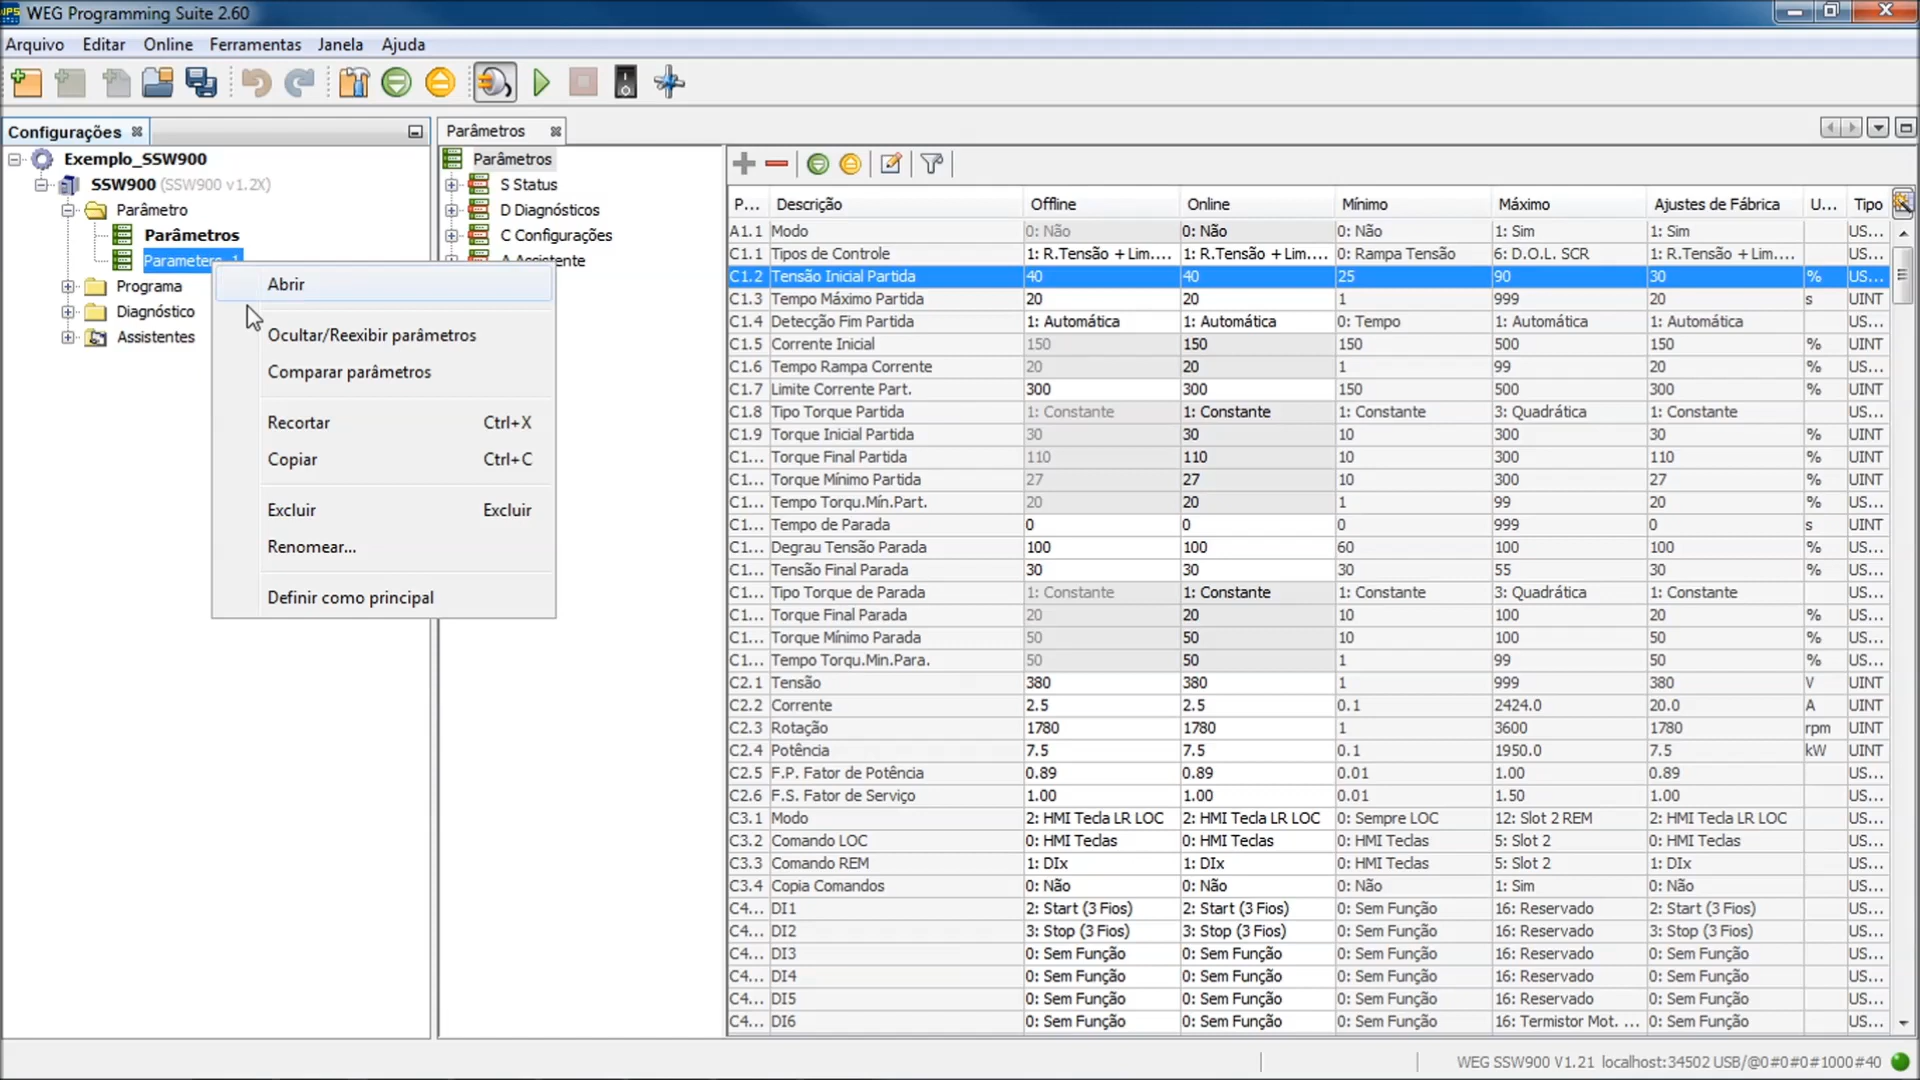 WEG Programming Suite 2.60
Arquivo Editar Online Ferramentas Janela Ajuda
Configurações
Exemplo_SSW900
SSW900 (SSW900 v1.2X)
Parâmetro
Parâmetros
Programa
Diagnóstico
Assistentes
Abrir
Ocultar/Reexibir parâmetros
Comparar parâmetros
Recortar Ctrl+X
Copiar Ctrl+C
Excluir Excluir
Renomear...
Definir como principal
Parâmetros
Parâmetros
S Status
D Diagnósticos
C Configurações
Assistente
P... Descrição Offline Online Mínimo Máximo Ajustes de Fábrica U... Tipo
A1.1 Modo 0: Não 0: Não 0: Não 1: Sim 1: Sim US...
C1.1 Tipos de Controle 1: R.Tensão + Lim.... 1: R.Tensão + Lim.... 0: Rampa Tensão 6: D.O.L. SCR 1: R.Tensão + Lim.... US...
C1.2 Tensão Inicial Partida 40 40 25 90 30 % US...
C1.3 Tempo Máximo Partida 20 20 1 999 20 s UINT
C1.4 Detecção Fim Partida 1: Automática 1: Automática 0: Tempo 1: Automática 1: Automática US...
C1.5 Corrente Inicial 150 150 150 500 150 % UINT
C1.6 Tempo Rampa Corrente 20 20 1 99 20 % US...
C1.7 Limite Corrente Part. 300 300 150 500 300 % UINT
C1.8 Tipo Torque Partida 1: Constante 1: Constante 1: Constante 3: Quadrática 1: Constante US...
C1.9 Torque Inicial Partida 30 30 10 300 30 % UINT
C1... Torque Final Partida 110 110 10 300 110 % UINT
C1... Torque Mínimo Partida 27 27 10 300 27 % UINT
C1... Tempo Torqu.Mín.Part. 20 20 1 99 20 % US...
C1... Tempo de Parada 0 0 0 999 0 s UINT
C1... Degrau Tensão Parada 100 100 60 100 100 % US...
C1... Tensão Final Parada 30 30 30 55 30 % US...
C1... Tipo Torque de Parada 1: Constante 1: Constante 1: Constante 3: Quadrática 1: Constante US...
C1... Torque Final Parada 20 20 10 100 20 % US...
C1... Torque Mínimo Parada 50 50 10 100 50 % US...
C1... Tempo Torqu.Min.Para. 50 50 1 99 50 % US...
C2.1 Tensão 380 380 1 999 380 V UINT
C2.2 Corrente 2.5 2.5 0.1 2424.0 20.0 A UINT
C2.3 Rotação 1780 1780 1 3600 1780 rpm UINT
C2.4 Potência 7.5 7.5 0.1 1950.0 7.5 kW UINT
C2.5 F.P. Fator de Potência 0.89 0.89 0.01 1.00 0.89 US...
C2.6 F.S. Fator de Serviço 1.00 1.00 0.01 1.50 1.00 US...
C3.1 Modo 2: HMI Tecla LR LOC 2: HMI Tecla LR LOC 0: Sempre LOC 12: Slot 2 REM 2: HMI Tecla LR LOC US...
C3.2 Comando LOC 0: HMI Teclas 0: HMI Teclas 0: HMI Teclas 5: Slot 2 0: HMI Teclas US...
C3.3 Comando REM 1: DIx 1: DIx 0: HMI Teclas 5: Slot 2 1: DIx US...
C3.4 Copia Comandos 0: Não 0: Não 0: Não 1: Sim 0: Não US...
C4... DI1 2: Start (3 Fios) 2: Start (3 Fios) 0: Sem Função 16: Reservado 2: Start (3 Fios) US...
C4... DI2 3: Stop (3 Fios) 3: Stop (3 Fios) 0: Sem Função 16: Reservado 3: Stop (3 Fios) US...
C4... DI3 0: Sem Função 0: Sem Função 0: Sem Função 16: Reservado 0: Sem Função US...
C4... DI4 0: Sem Função 0: Sem Função 0: Sem Função 16: Reservado 0: Sem Função US...
C4... DI5 0: Sem Função 0: Sem Função 0: Sem Função 16: Reservado 0: Sem Função US...
C4... DI6 0: Sem Função 0: Sem Função 0: Sem Função 16: Termistor Mot. ... 0: Sem Função US...
WEG SSW900 V1.21 localhost:34502 USB/@0#0#0#1000#40